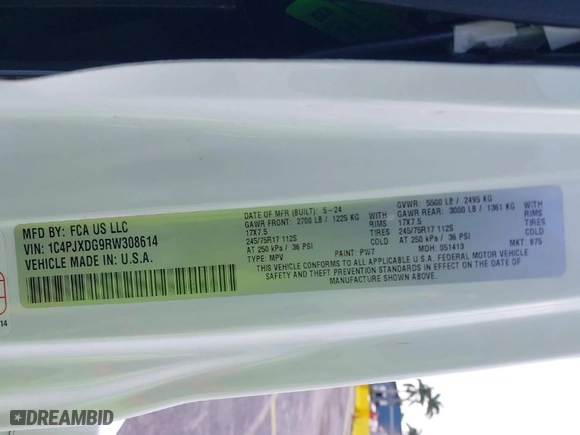 MFD BY: FCA US LLC
VIN: 1C4PJXDG9RW308614
VEHICLE MADE IN: U.S.A.
DATE OF MFR (BUILT): 5-24
GAWR FRONT: 2700 LB / 1225 KG WITH
17X7.5 RIMS
245/75R17 112S TIRES
AT 250 kPa / 36 PSI
TYPE: MPV PAINT: PW7
GVWR: 5500 LB / 2495 KG
GAWR REAR: 3000 LB / 1361 KG WITH
17X7.5 RIMS
245/75R17 112S TIRES
AT 250 kPa / 36 PSI
MDH: 051413 MKT 875
THIS VEHICLE CONFORMS TO ALL APPLICABLE U.S.A. FEDERAL MOTOR VEHICLE
SAFETY AND THEFT PREVENTION STANDARDS IN EFFECT ON THE DATE OF
MANUFACTURE SHOWN ABOVE.
14
DREAMBID